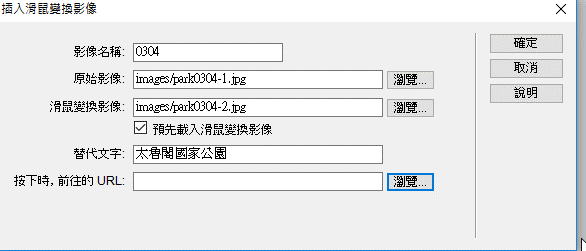 插入滑鼠變換影像
影像名稱: 0304
確定
原始影像: images/park0304-1.jpg 瀏覽...
取消
滑鼠變換影像: images/park0304-2.jpg 瀏覽...
說明
預先載入滑鼠變換影像
替代文字: 太魯閣國家公園
按下時, 前往的 URL: 瀏覽...